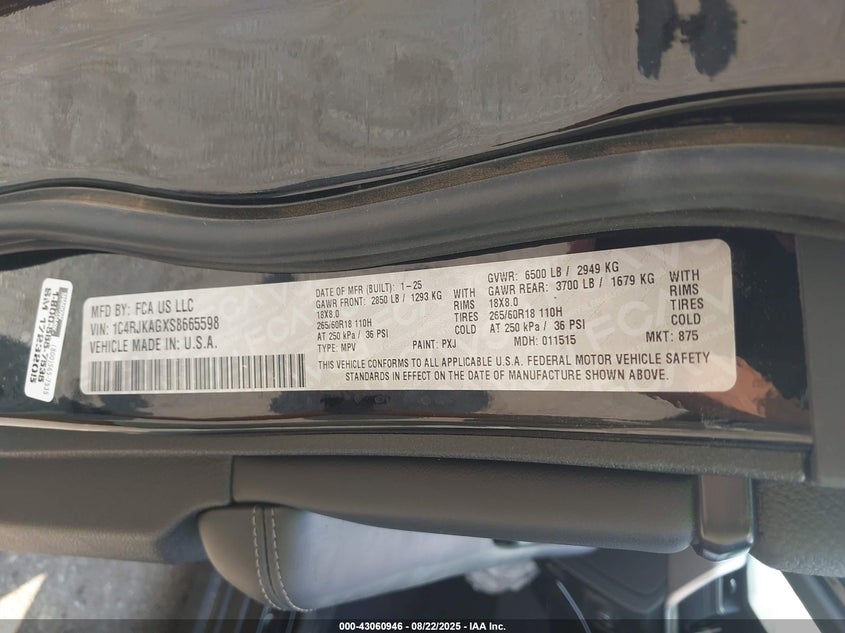 MFD BY: FCA US LLC
VIN: 1C4RJKAGXS8665598
VEHICLE MADE IN: U.S.A.
DATE OF MFR (BUILT): 1-25
GAWR FRONT: 2850 LB / 1293 KG WITH
18X8.0 RIMS
265/60R18 110H TIRES
AT 250 kPa / 36 PSI
TYPE: MPV PAINT: PXJ
GVWR: 6500 LB / 2949 KG
GAWR REAR: 3700 LB / 1679 KG WITH
18X8.0 RIMS
265/60R18 110H TIRES
AT 250 kPa / 36 PSI
MDH: 011515 MKT: 875
THIS VEHICLE CONFORMS TO ALL APPLICABLE U.S.A. FEDERAL MOTOR VEHICLE SAFETY
STANDARDS IN EFFECT ON THE DATE OF MANUFACTURE SHOWN ABOVE.
000-43060946 - 08/22/2025 - IAA Inc.